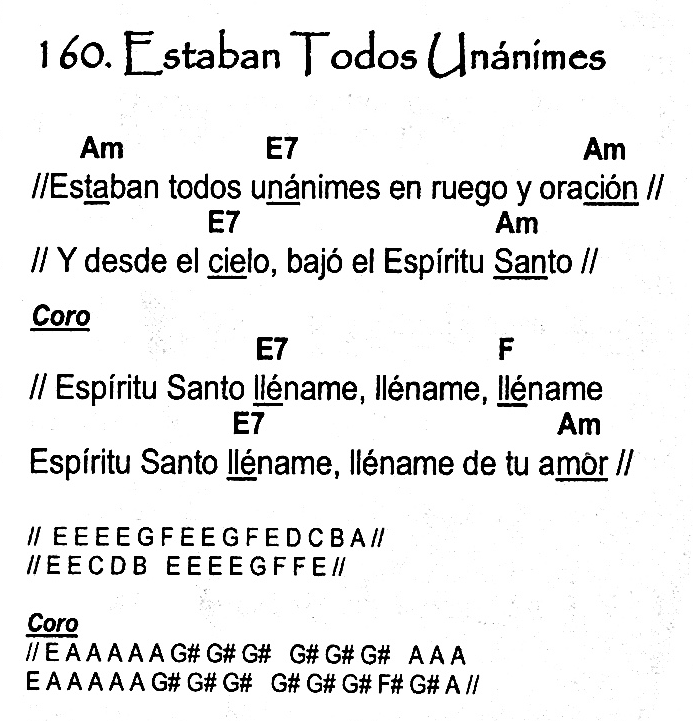 160. Estaban Todos Unánimes
Am E7 Am
//Estaban todos unánimes en ruego y oración //
E7 Am
// Y desde el cielo, bajó el Espíritu Santo //
Coro
E7 F
// Espíritu Santo lléname, lléname, lléname
E7 Am
Espíritu Santo lléname, lléname de tu amor //
// E E E E G F E E G F E D C B A //
// E E C D B E E E E G F F E //
Coro
// E A A A A A G# G# G# G# G# G# A A A
E A A A A A G# G# G# G# G# G# F# G# A //